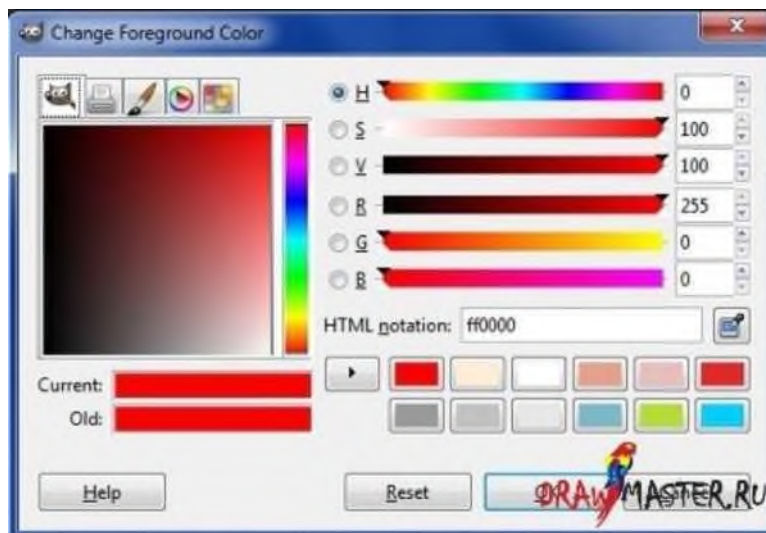 Change Foreground Color
H 0
S 100
V 100
R 255
G 0
B 0
HTML notation: ff0000
Current:
Old:
Help Reset
DRAWMASTER.RU